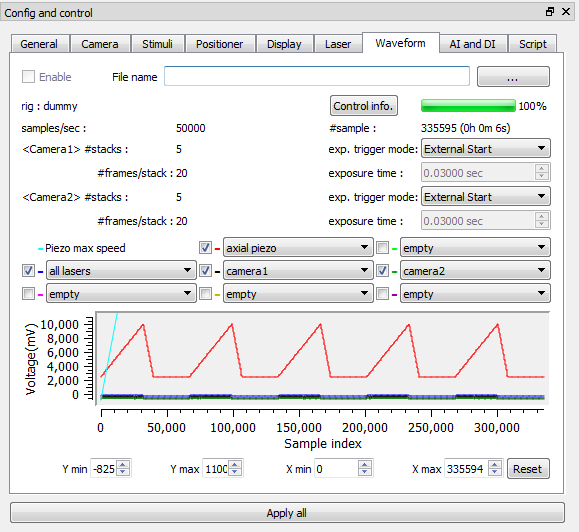 Config and control
General Camera Stimuli Positioner Display Laser Waveform AI and DI Script
Enable File name ...
rig : dummy Control info. 100%
samples/sec : 50000 #sample : 335595 (0h 0m 6s)
<Camera1> #stacks : 5 exp. trigger mode: External Start
#frames/stack : 20 exposure time : 0.03000 sec
<Camera2> #stacks : 5 exp. trigger mode: External Start
#frames/stack : 20 exposure time : 0.03000 sec
Piezo max speed axial piezo empty
all lasers camera1 camera2
empty empty empty
Voltage(mV)
10,000
8,000
6,000
4,000
2,000
0
0 50,000 100,000 150,000 200,000 250,000 300,000
Sample index
Y min -825 Y max 1100 X min 0 X max 335594 Reset
Apply all